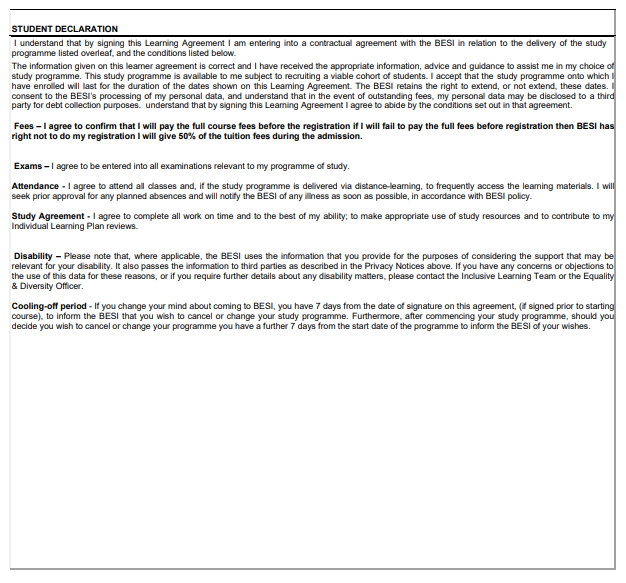 STUDENT DECLARATION
I understand that by signing this Learning Agreement I am entering into a contractual agreement with the BESI in relation to the delivery of the study
programme listed overleaf, and the conditions listed below.
The information given on this learner agreement is correct and I have received the appropriate information, advice and guidance to assist me in my choice of
study programme. This study programme is available to me subject to recruiting a viable cohort of students. I accept that the study programme onto which I
have enrolled will last for the duration of the dates shown on this Learning Agreement. The BESI retains the right to extend, or not extend, these dates. I
consent to the BESI's processing of my personal data, and understand that in the event of outstanding fees, my personal data may be disclosed to a third
party for debt collection purposes. understand that by signing this Learning Agreement I agree to abide by the conditions set out in that agreement.
Fees – I agree to confirm that I will pay the full course fees before the registration if I will fail to pay the full fees before registration then BESI has
right not to do my registration I will give 50% of the tuition fees during the admission.
Exams – I agree to be entered into all examinations relevant to my programme of study.
Attendance - I agree to attend all classes and, if the study programme is delivered via distance-learning, to frequently access the learning materials. I will
seek prior approval for any planned absences and will notify the BESI of any illness as soon as possible, in accordance with BESI policy.
Study Agreement - I agree to complete all work on time and to the best of my ability; to make appropriate use of study resources and to contribute to my
Individual Learning Plan reviews.
Disability – Please note that, where applicable, the BESI uses the information that you provide for the purposes of considering the support that may be
relevant for your disability. It also passes the information to third parties as described in the Privacy Notices above. If you have any concerns or objections to
the use of this data for these reasons, or if you require further details about any disability matters, please contact the Inclusive Learning Team or the Equality
& Diversity Officer.
Cooling-off period - If you change your mind about coming to BESI, you have 7 days from the date of signature on this agreement, (if signed prior to starting
course), to inform the BESI that you wish to cancel or change your study programme. Furthermore, after commencing your study programme, should you
decide you wish to cancel or change your programme you have a further 7 days from the start date of the programme to inform the BESI of your wishes.